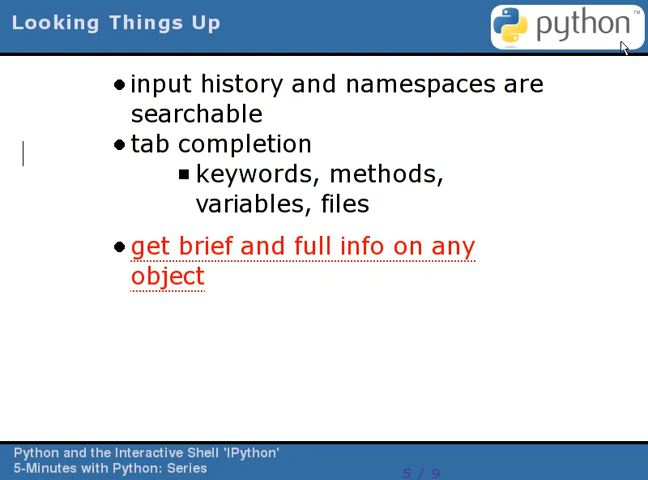 Looking Things Up
python™
input history and namespaces are
searchable
tab completion
keywords, methods,
variables, files
get brief and full info on any
object
Python and the Interactive Shell 'IPython'
5-Minutes with Python: Series
5 / 9